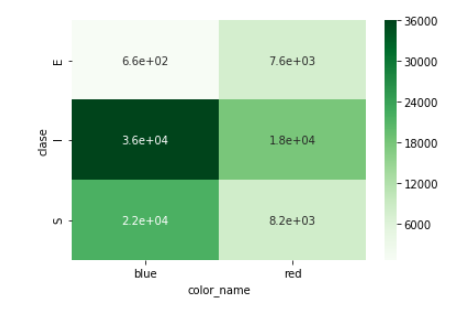 36000
E
6.6e+02
7.6e+03
30000
24000
clase
I
3.6e+04
1.8e+04
18000
12000
S
2.2e+04
8.2e+03
6000
blue
red
color_name